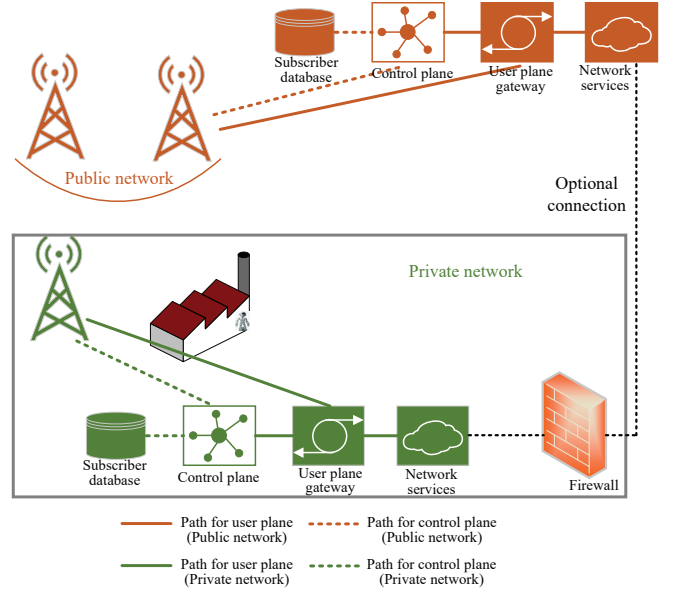 Subscriber
database
Control plane
User plane
gateway
Network
services
Public network
Optional
connection
Private network
Subscriber
database
Control plane
User plane
gateway
Network
services
Firewall
Path for user plane
(Public network)
Path for control plane
(Public network)
Path for user plane
(Private network)
Path for control plane
(Private network)